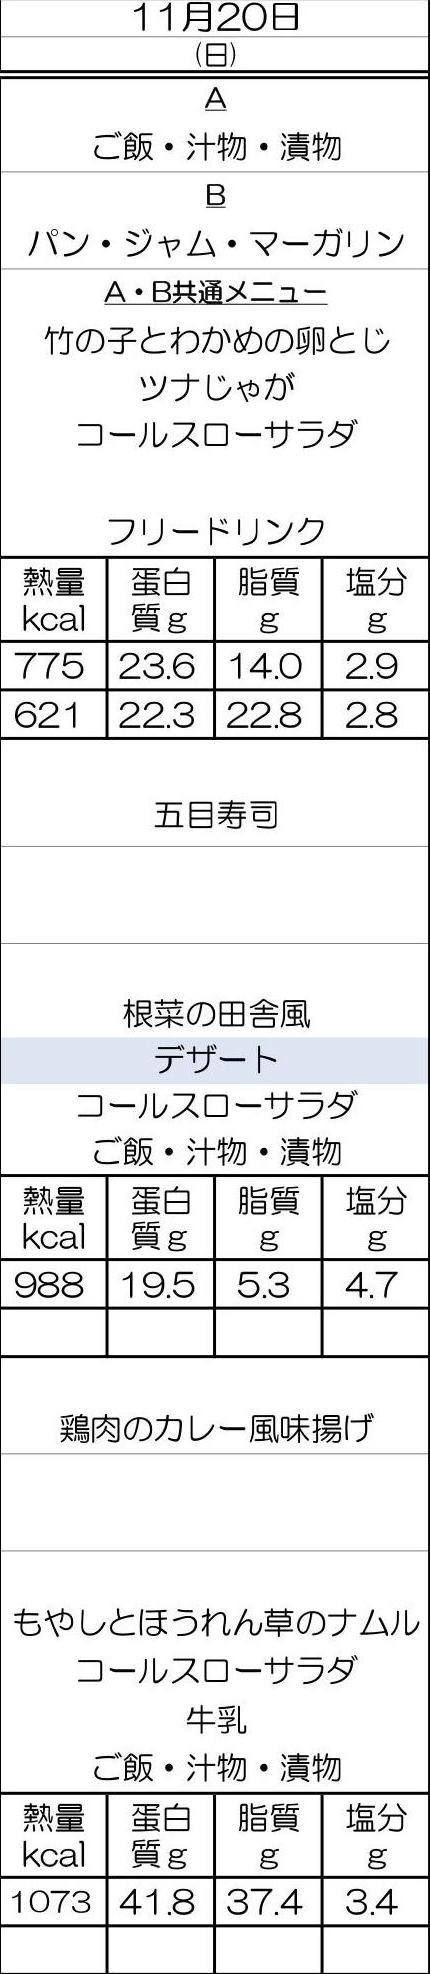 11月20日
(日)
A
ご飯・汁物・漬物
B
パン・ジャム・マーガリン
A・B共通メニュー
竹の子とわかめの卵とじ
ツナじゃが
コールスローサラダ
フリードリンク
熱量 蛋白 脂質 塩分
kcal 質g g g
775 23.6 14.0 2.9
621 22.3 22.8 2.8
五目寿司
根菜の田舎風
デザート
コールスローサラダ
ご飯・汁物・漬物
熱量 蛋白 脂質 塩分
kcal 質g g g
988 19.5 5.3 4.7
鶏肉のカレー風味揚げ
もやしとほうれん草のナムル
コールスローサラダ
牛乳
ご飯・汁物・漬物
熱量 蛋白 脂質 塩分
kcal 質g g g
1073 41.8 37.4 3.4